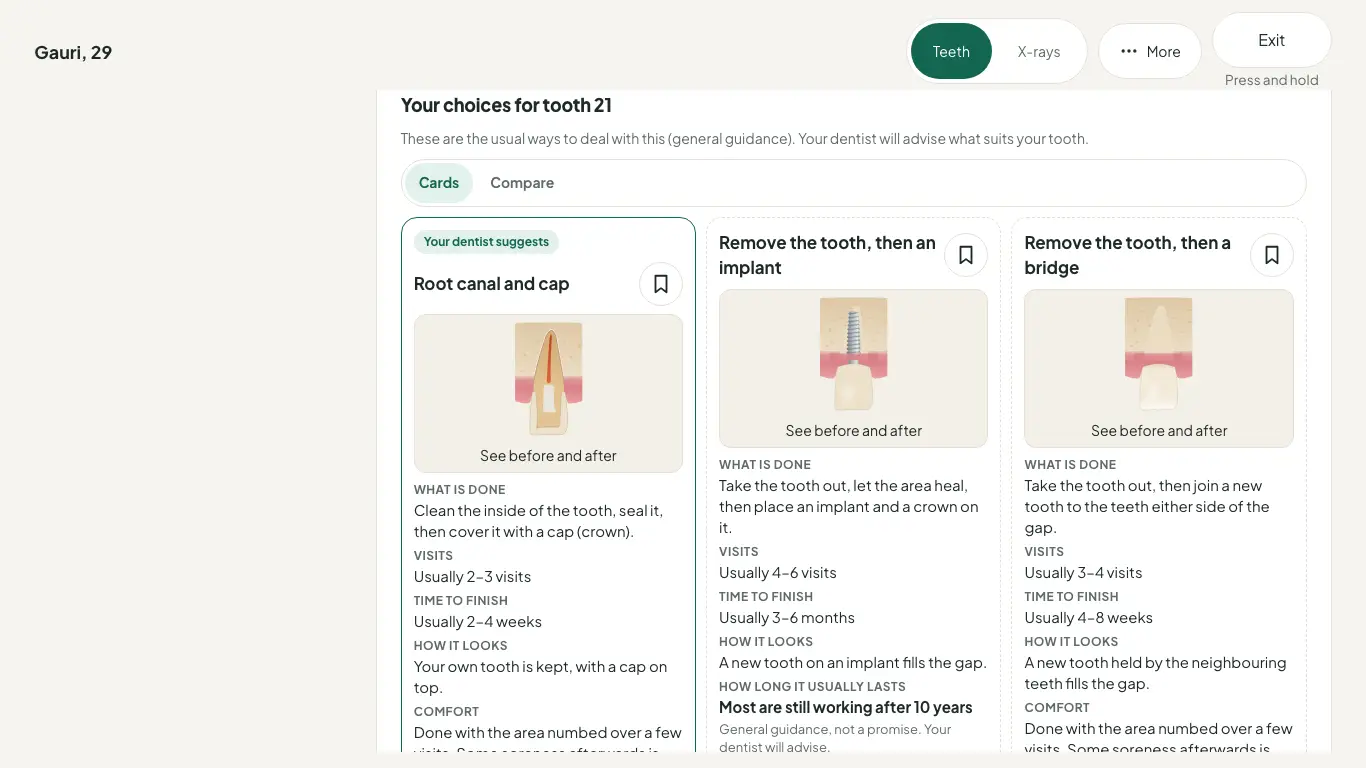 Gauri, 29
Teeth
X-rays
••• More
Exit
Press and hold
Your choices for tooth 21
These are the usual ways to deal with this (general guidance). Your dentist will advise what suits your tooth.
Cards
Compare
Your dentist suggests
Root canal and cap
See before and after
WHAT IS DONE
Clean the inside of the tooth, seal it,
then cover it with a cap (crown).
VISITS
Usually 2–3 visits
TIME TO FINISH
Usually 2–4 weeks
HOW IT LOOKS
Your own tooth is kept, with a cap on
top.
COMFORT
Done with the area numbed over a few
visits. Some soreness afterwards is
Remove the tooth, then an
implant
See before and after
WHAT IS DONE
Take the tooth out, let the area heal,
then place an implant and a crown on
it.
VISITS
Usually 4–6 visits
TIME TO FINISH
Usually 3–6 months
HOW IT LOOKS
A new tooth on an implant fills the gap.
HOW LONG IT USUALLY LASTS
Most are still working after 10 years
General guidance, not a promise. Your
dentist will advise.
Remove the tooth, then a
bridge
See before and after
WHAT IS DONE
Take the tooth out, then join a new
tooth to the teeth either side of the
gap.
VISITS
Usually 3–4 visits
TIME TO FINISH
Usually 4–8 weeks
HOW IT LOOKS
A new tooth held by the neighbouring
teeth fills the gap.
COMFORT
Done with the area numbed over a few
visits. Some soreness afterwards is